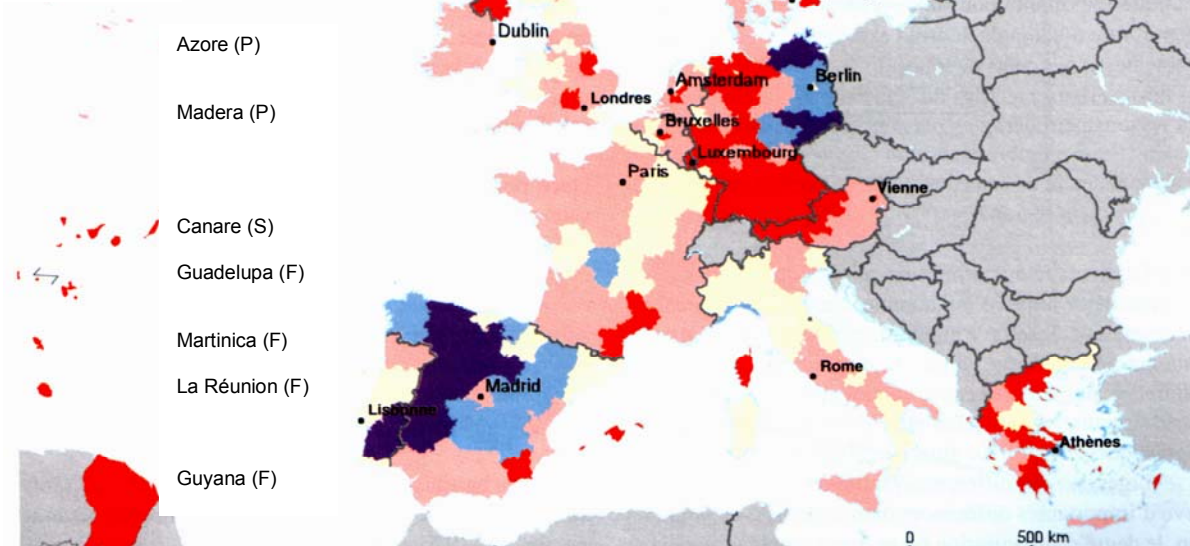 Azore (P)
Madera (P)
Canare (S)
Guadelupa (F)
Martinica (F)
La Réunion (F)
Guyana (F)
Dublin
Londres
Amsterdam
Berlin
Bruxelles
Luxembourg
Paris
Vienne
Madrid
Lisbonne
Rome
Athènes
0 500 km